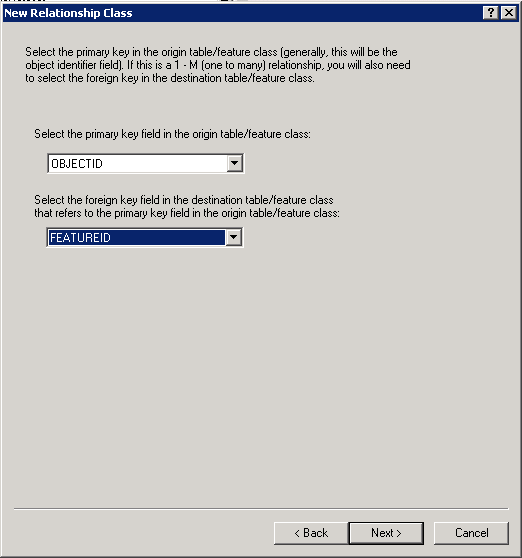 New Relationship Class
Select the primary key in the origin table/feature class (generally, this will be the
object identifier field). If this is a 1 - M (one to many) relationship, you will also need
to select the foreign key in the destination table/feature class.
Select the primary key field in the origin table/feature class:
OBJECTID
Select the foreign key field in the destination table/feature class
that refers to the primary key field in the origin table/feature class:
FEATUREID
< Back
Next >
Cancel